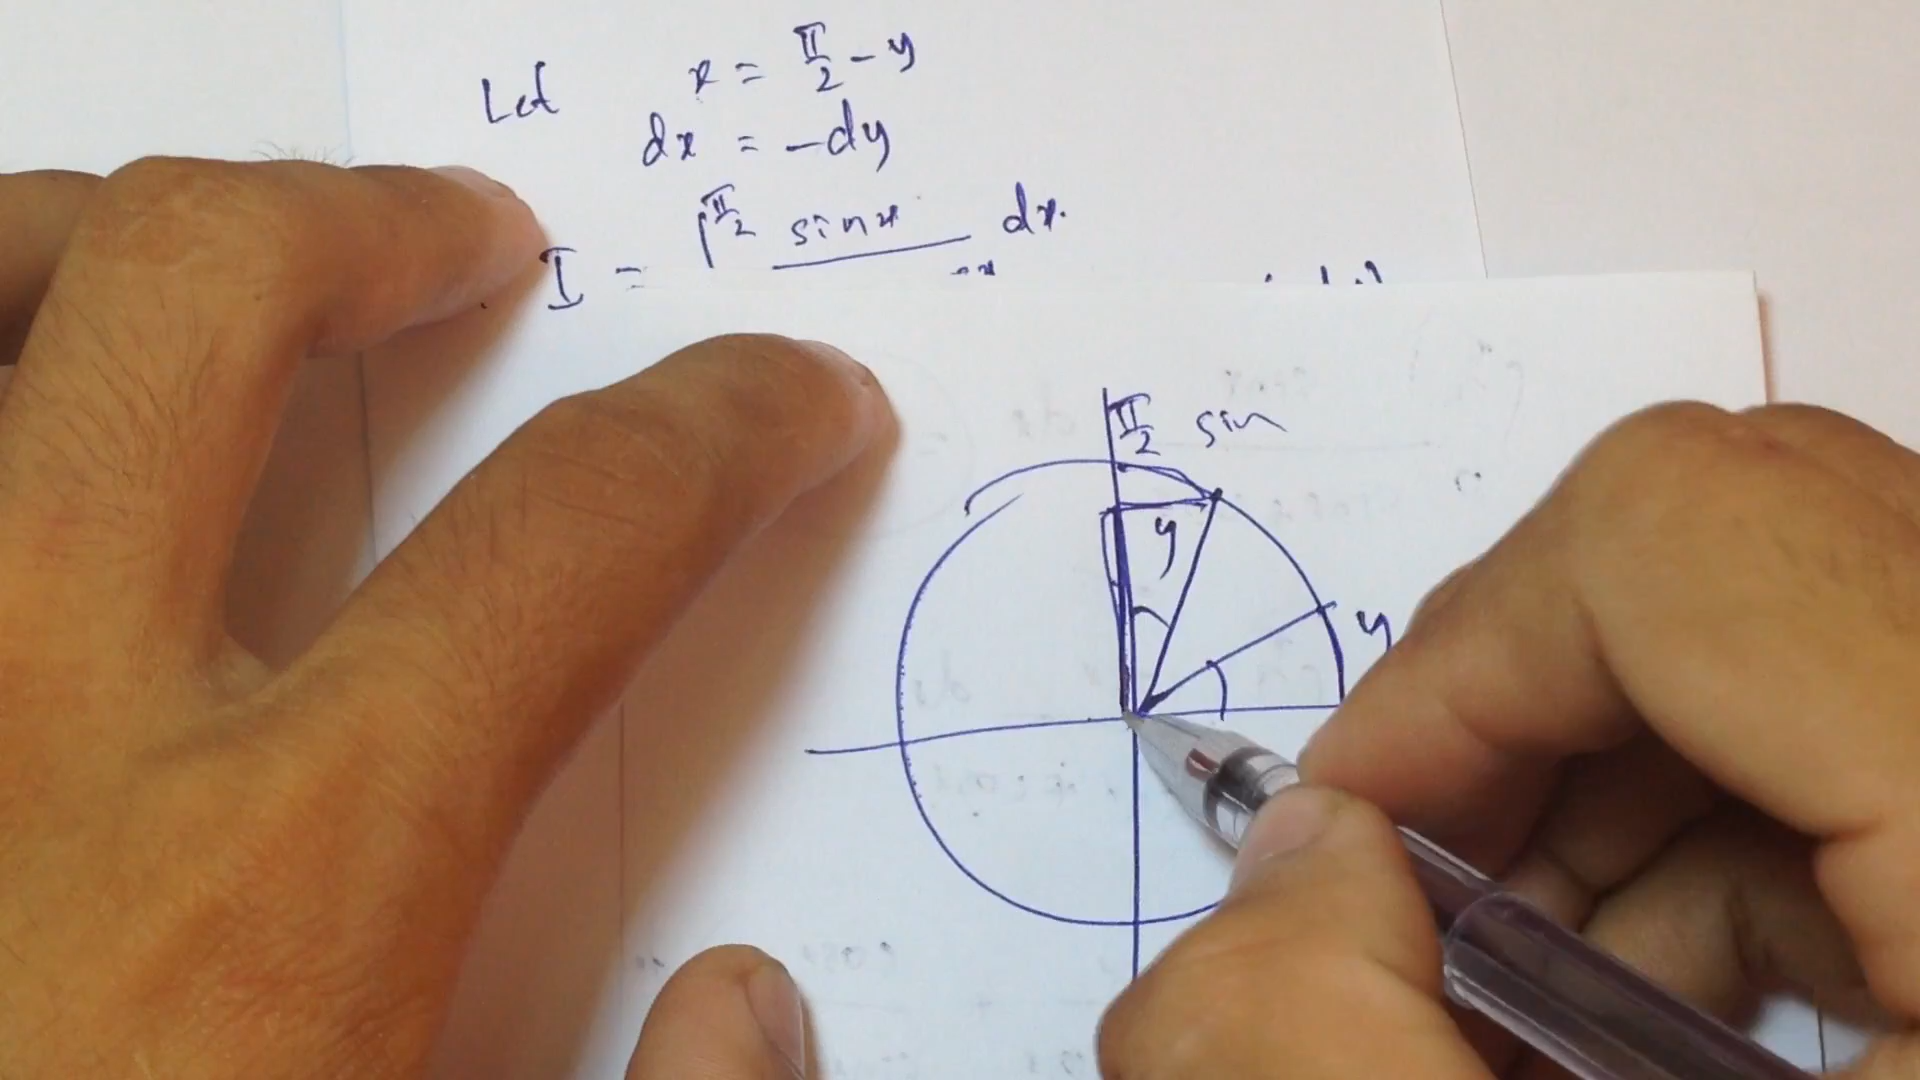 Let x = π/2 - y
dx = -dy
I = ∫^π/2 sinx dx.
π/2 sin
y
y